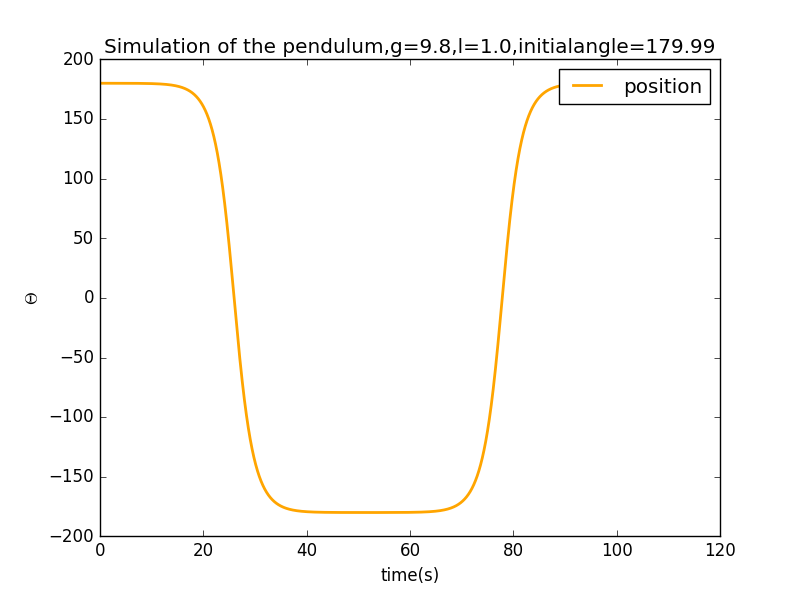 Simulation of the pendulum,g=9.8,l=1.0,initialangle=179.99
position
200
150
100
50
0
−50
−100
−150
−200
Θ
0 20 40 60 80 100 120
time(s)